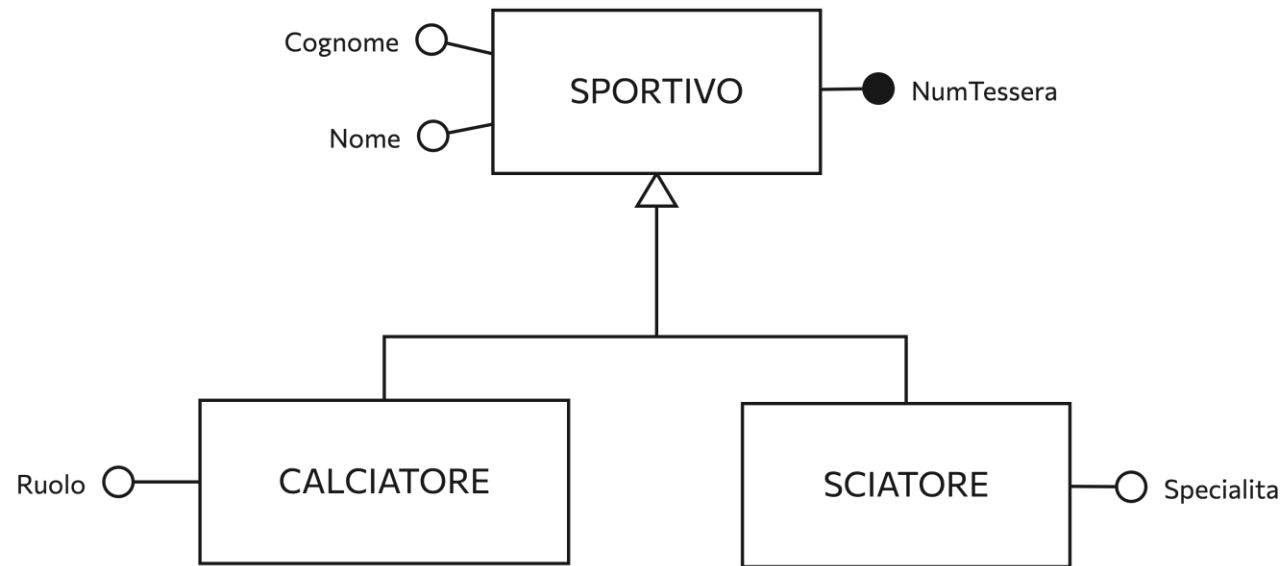 Cognome
SPORTIVO
NumTessera
Nome
Ruolo
CALCIATORE
SCIATORE
Specialita